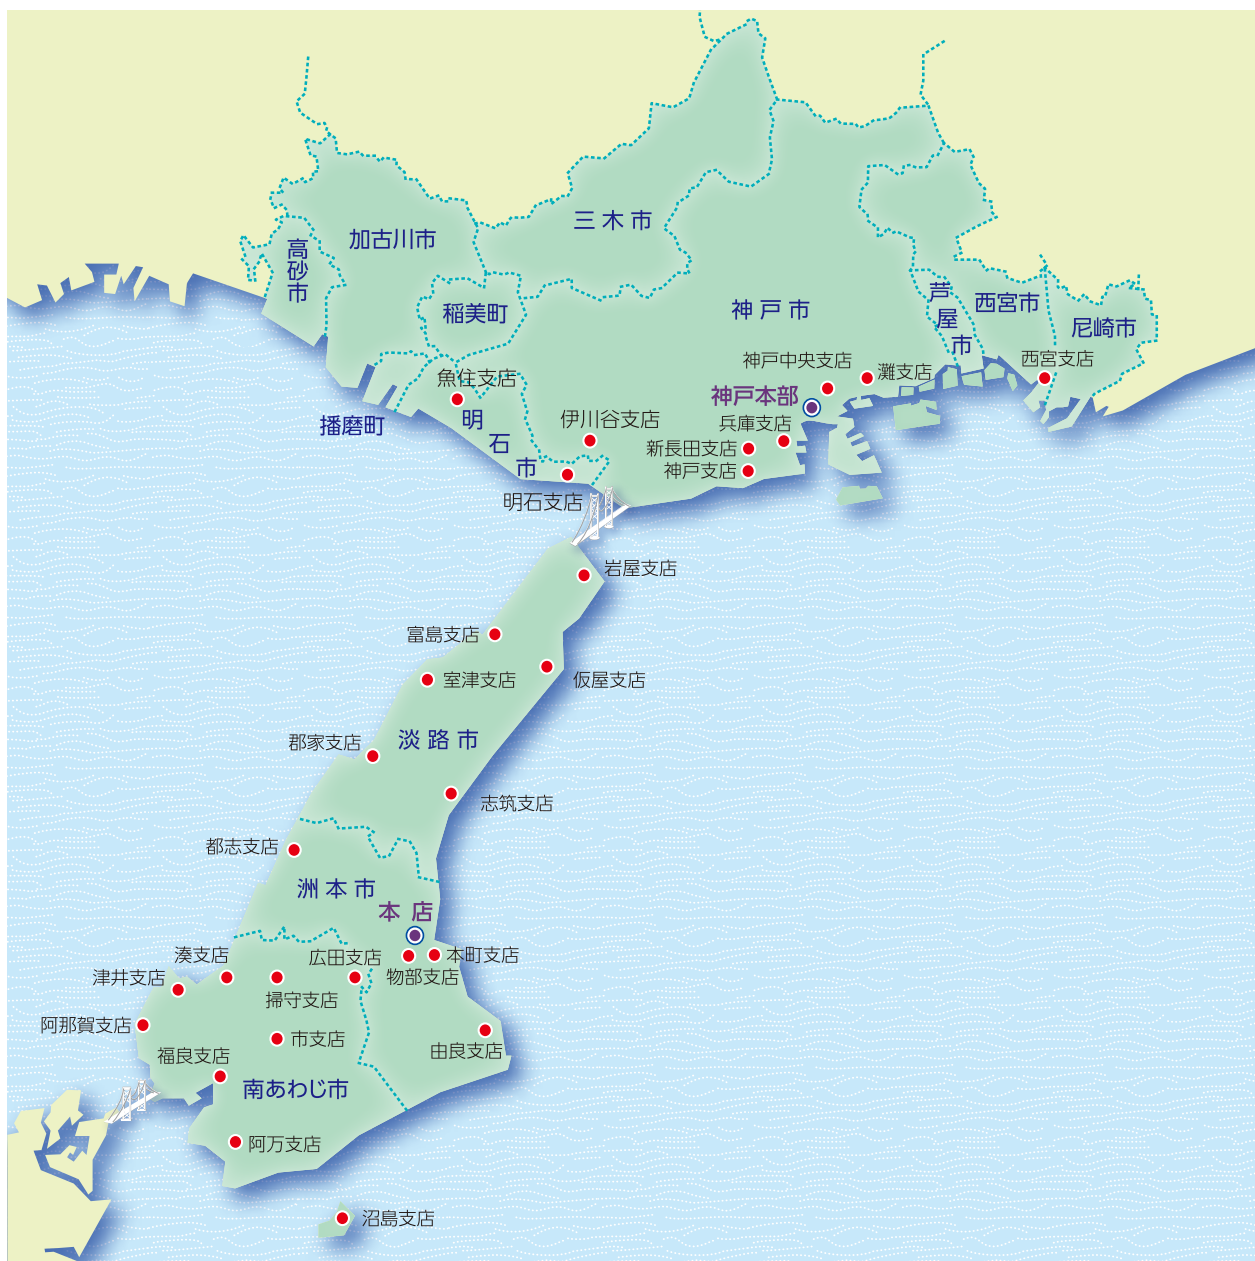 三木市
加古川市
高砂市
稲美町
神戸市
芦屋市
西宮市
尼崎市
神戸中央支店
灘支店
西宮支店
魚住支店
神戸本部
播磨町
明石市
伊川谷支店
兵庫支店
新長田支店
神戸支店
明石支店
岩屋支店
富島支店
室津支店
仮屋支店
郡家支店
淡路市
志筑支店
都志支店
洲本市
本店
湊支店
広田支店
本町支店
津井支店
物部支店
掃守支店
阿那賀支店
市支店
由良支店
福良支店
南あわじ市
阿万支店
沼島支店